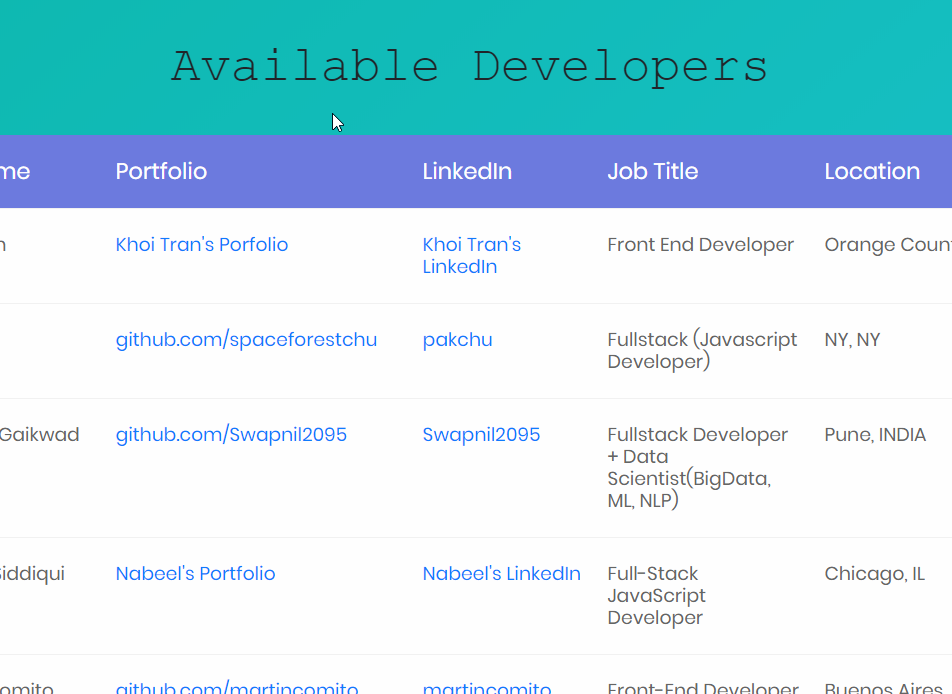 Available Developers
me Portfolio LinkedIn Job Title Location
n Khoi Tran's Porfolio Khoi Tran's Front End Developer Orange Coun
LinkedIn
github.com/spaceforestchu pakchu Fullstack (Javascript NY, NY
Developer)
Gaikwad github.com/Swapnil2095 Swapnil2095 Fullstack Developer Pune, INDIA
+ Data
Scientist(BigData,
ML, NLP)
Siddiqui Nabeel's Portfolio Nabeel's LinkedIn Full-Stack Chicago, IL
JavaScript
Developer
omito github.com/martincomito martincomito Front-End Developer Buenos Aires